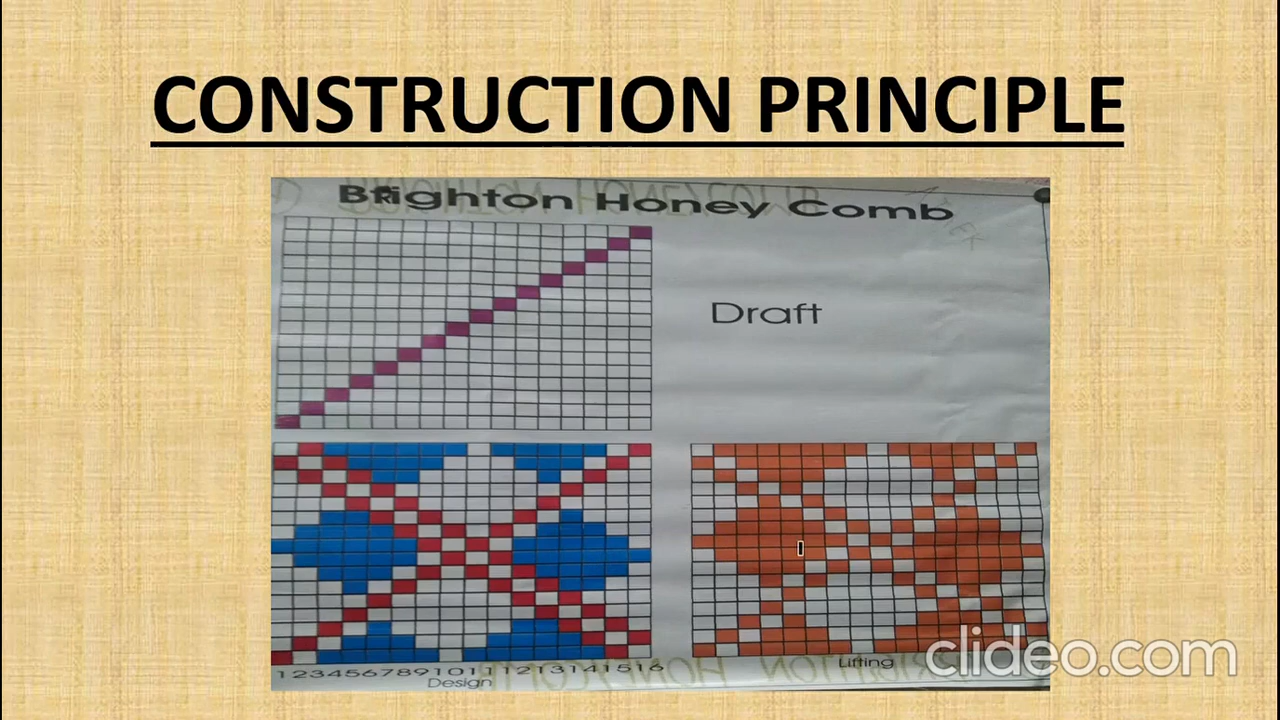 CONSTRUCTION PRINCIPLE
Brighton Honey Comb
Draft
12345678910111213141516
Design
Lifting
clideo.com